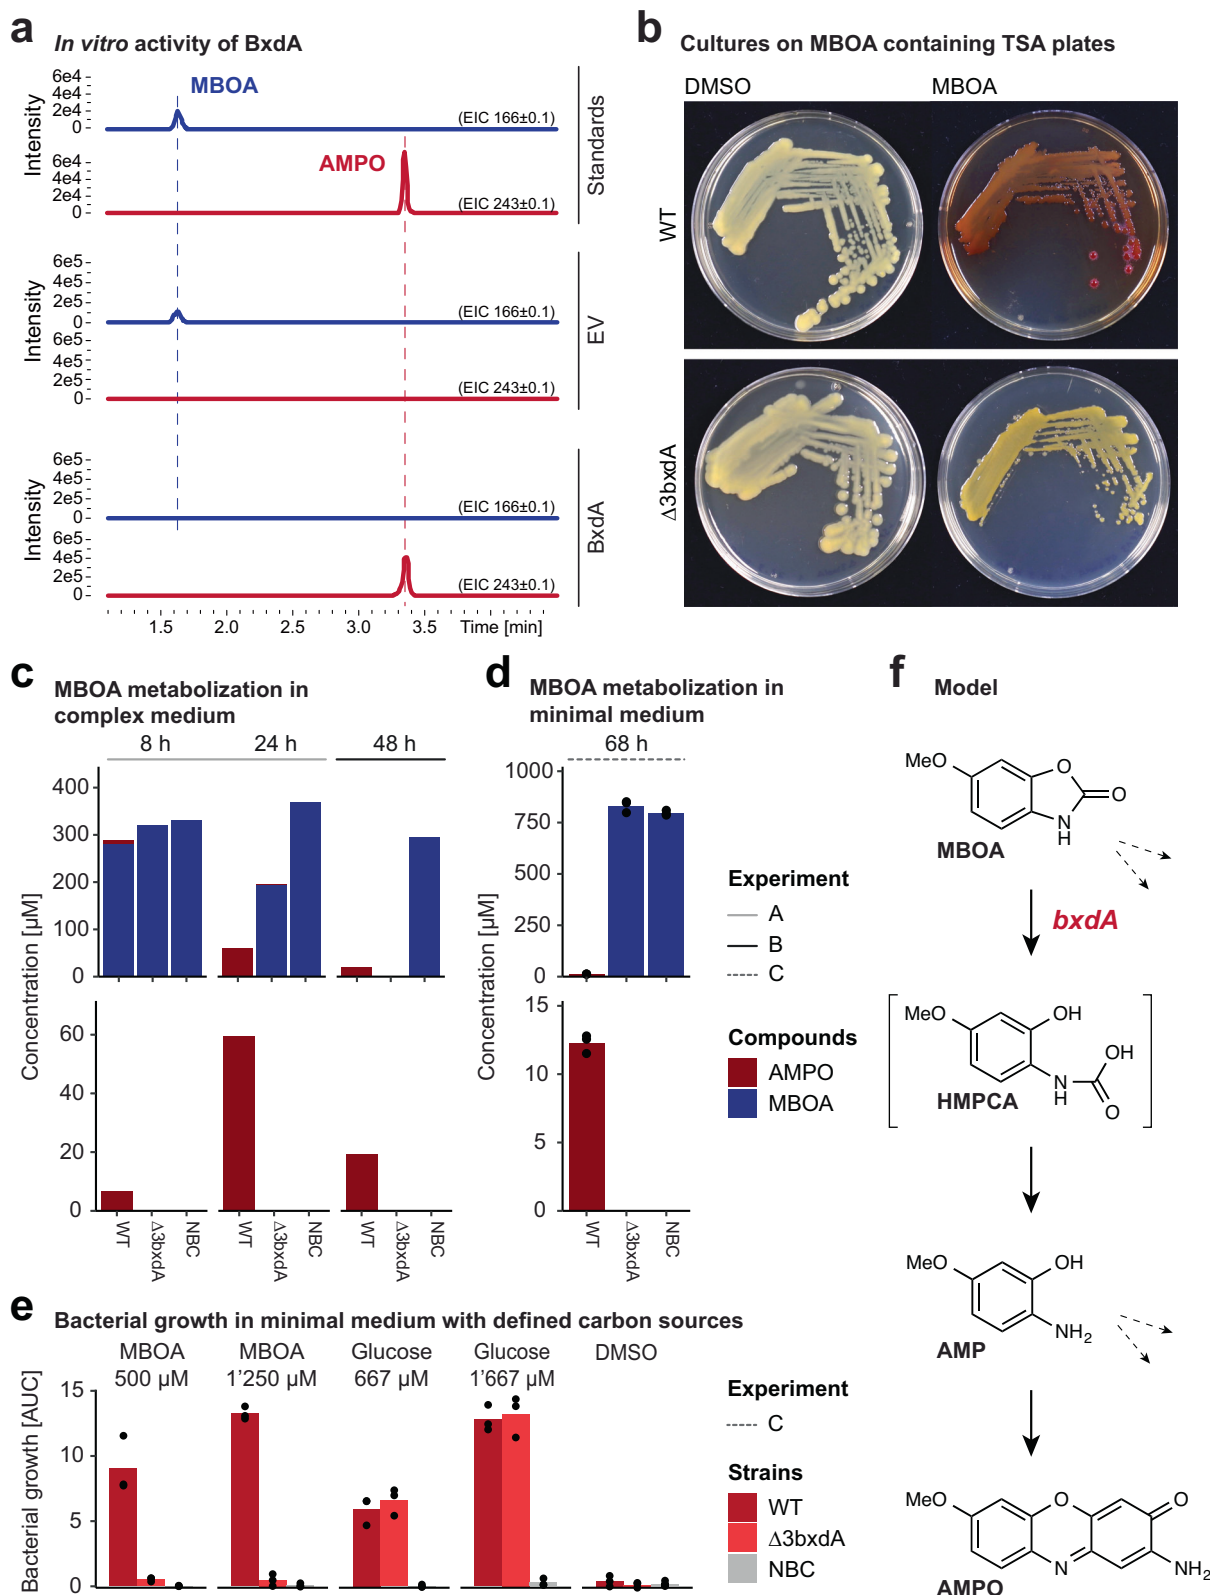 a In vitro activity of BxdA
6e4
4e4
2e4
0
Intensity
MBOA
(EIC 166±0.1)
6e4
4e4
2e4
0
Intensity
AMPO
(EIC 243±0.1)
Standards
6e5
4e5
2e5
0
Intensity
(EIC 166±0.1)
6e5
4e5
2e5
0
Intensity
(EIC 243±0.1)
EV
6e5
4e5
2e5
0
Intensity
(EIC 166±0.1)
6e5
4e5
2e5
0
Intensity
(EIC 243±0.1)
BxdA
1.5 2.0 2.5 3.0 3.5 Time [min]
b Cultures on MBOA containing TSA plates
DMSO MBOA
WT
Δ3bxdA
c MBOA metabolization in
complex medium
8 h 24 h 48 h
400
300
200
100
0
Concentration [µM]
60
40
20
0
WT Δ3bxdA NBC WT Δ3bxdA NBC WT Δ3bxdA NBC
d MBOA metabolization in
minimal medium
68 h
1000
750
500
250
0
Concentration [µM]
15
10
5
0
WT Δ3bxdA NBC
Experiment
A
B
C
Compounds
AMPO
MBOA
e Bacterial growth in minimal medium with defined carbon sources
MBOA MBOA Glucose Glucose DMSO
500 µM 1'250 µM 667 µM 1'667 µM
15
10
5
0
Bacterial growth [AUC]
Experiment
C
Strains
WT
Δ3bxdA
NBC
f Model
MeO O O N H
MBOA
bxdA
MeO OH OH N H O
HMPCA
MeO OH NH2
AMP
MeO O O N NH2
AMPO